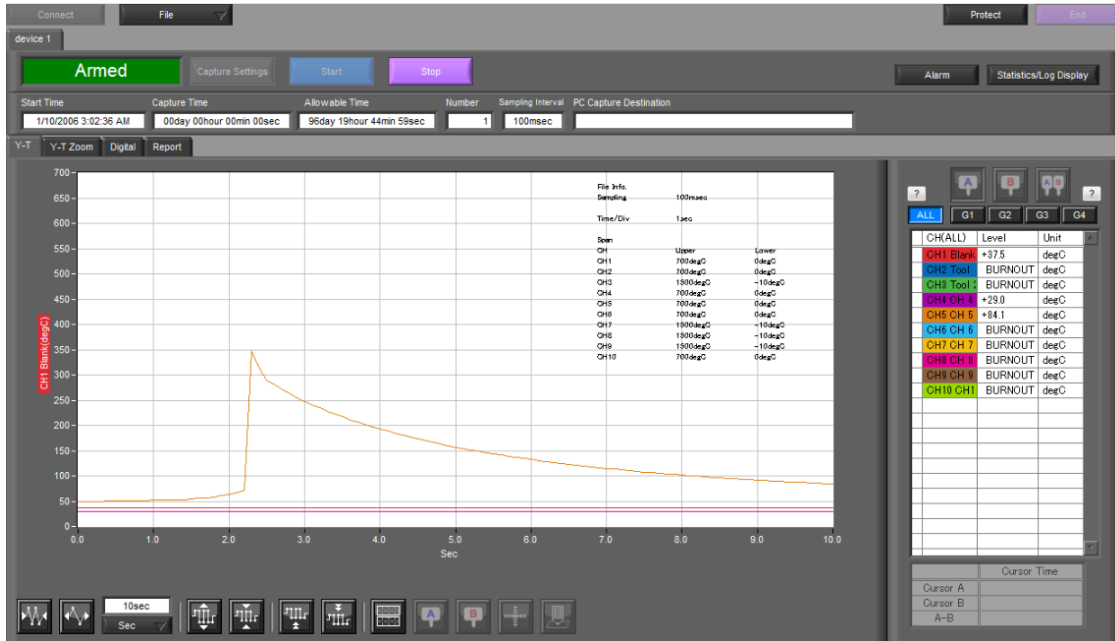 Connect File Protect End
device 1
Armed Capture Settings Start Stop Alarm Statistics/Log Display
Start Time Capture Time Allowable Time Number Sampling Interval PC Capture Destination
1/10/2006 3:02:36 AM 00day 00hour 00min 00sec 96day 19hour 44min 59sec 1 100msec
Y-T Y-T Zoom Digital Report
700
650
600
550
500
450
400
350
300
250
200
150
100
50
0
CH1 Blank(degC)
0.0 1.0 2.0 3.0 4.0 5.0 6.0 7.0 8.0 9.0 10.0
Sec
File Info.
Sampling 100msec
Time/Div 1sec
Span
CH Upper Lower
CH1 700degC 0degC
CH2 700degC 0degC
CH3 1300degC -10degC
CH4 700degC 0degC
CH5 700degC 0degC
CH6 700degC 0degC
CH7 1300degC -10degC
CH8 1300degC -10degC
CH9 1300degC -10degC
CH10 700degC 0degC
A B A B
? ?
ALL G1 G2 G3 G4
CH(ALL) Level Unit
CH1 Blank +37.5 degC
CH2 Tool BURNOUT degC
CH3 Tool BURNOUT degC
CH4 CH 4 +29.0 degC
CH5 CH 5 +84.1 degC
CH6 CH 6 BURNOUT degC
CH7 CH 7 BURNOUT degC
CH8 CH 8 BURNOUT degC
CH9 CH 9 BURNOUT degC
CH10 CH1 BURNOUT degC
Cursor Time
Cursor A
Cursor B
A-B
10sec
Sec
A B